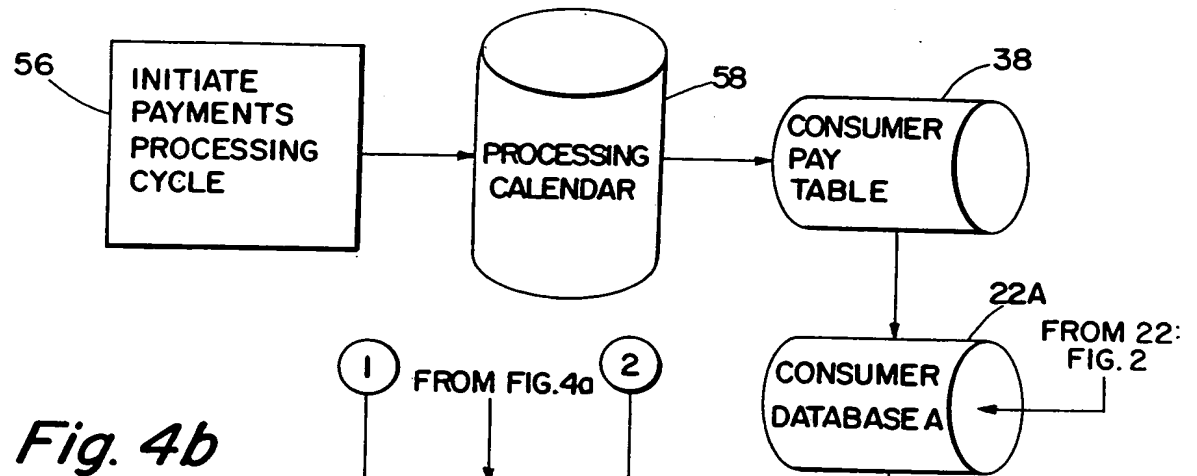 56
INITIATE
PAYMENTS
PROCESSING
CYCLE
58
PROCESSING
CALENDAR
38
CONSUMER
PAY
TABLE
22A
FROM 22:
FIG. 2
CONSUMER
DATABASE A
1
FROM FIG.4a
2
Fig. 4b